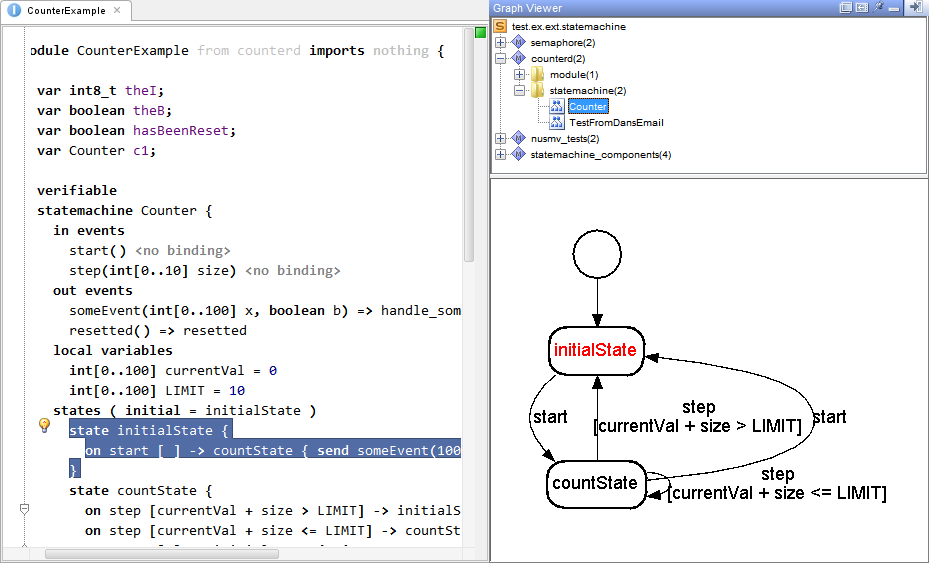 CounterExample
odule CounterExample from counterd imports nothing {
var int8_t theI;
var boolean theB;
var boolean hasBeenReset;
var Counter c1;
verifiable
statemachine Counter {
in events
start() <no binding>
step(int[0..10] size) <no binding>
out events
someEvent(int[0..100] x, boolean b) => handle_som
resetted() => resetted
local variables
int[0..100] currentVal = 0
int[0..100] LIMIT = 10
states ( initial = initialState )
state initialState {
on start [ ] -> countState { send someEvent(100
}
state countState {
on step [currentVal + size > LIMIT] -> initialS
on step [currentVal + size <= LIMIT] -> countSt
Graph Viewer
S test.ex.ext.statemachine
M semaphore(2)
M counterd(2)
module(1)
statemachine(2)
Counter
TestFromDansEmail
M nusmv_tests(2)
M statemachine_components(4)
initialState
start
step
[currentVal + size > LIMIT]
start
countState
step
[currentVal + size <= LIMIT]